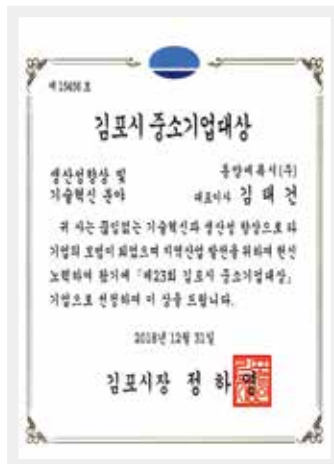 제 15656 호
김포시 중소기업대상
생산성향상 및
기술혁신 분야
동양에폭시(주)
대표이사 김 태 건
귀 사는 끊임없는 기술혁신과 생산성 향상으로 타
기업의 모범이 되었으며 지역산업 발전을 위하여 헌신
노력하여 왔기에 「제23회 김포시 중소기업대상」
기업으로 선정하여 이 상을 드립니다.
2018년 12월 31일
김포시장 정 하 영